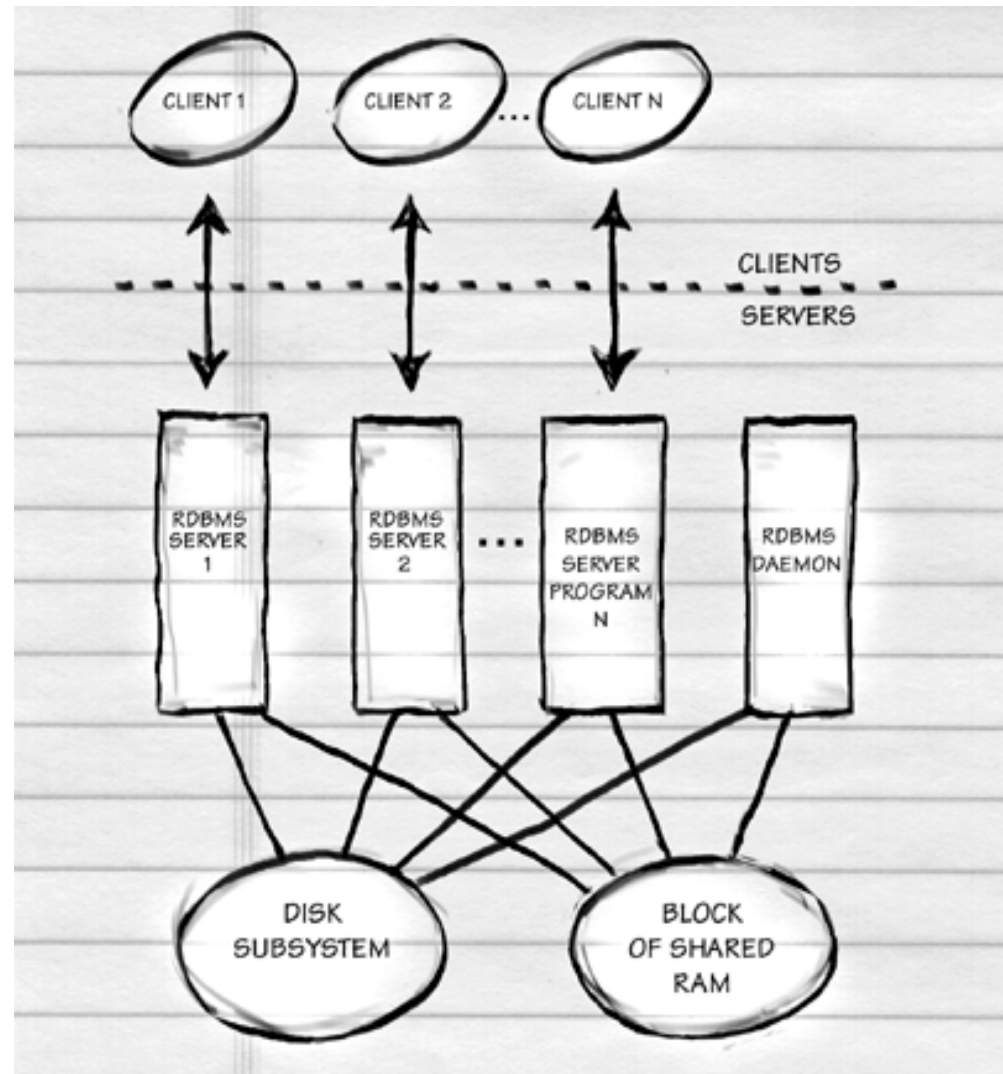 CLIENT 1
CLIENT 2
...
CLIENT N
CLIENTS
SERVERS
RDBMS
SERVER
1
RDBMS
SERVER
2
...
RDBMS
SERVER
PROGRAM
N
RDBMS
DAEMON
DISK
SUBSYSTEM
BLOCK
OF SHARED
RAM